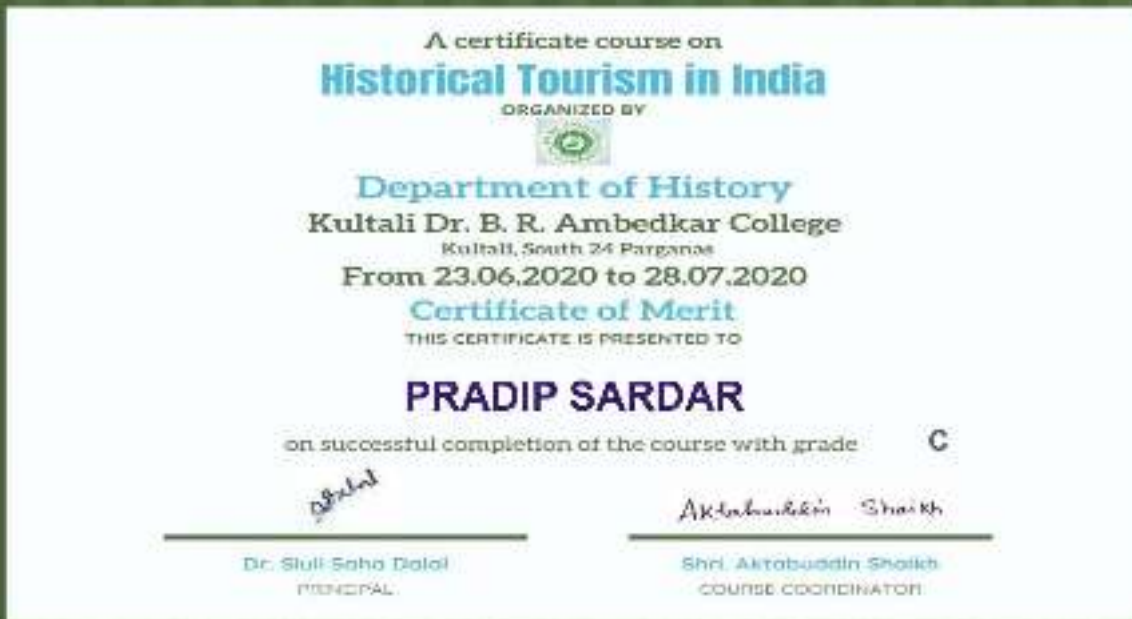 A certificate course on
Historical Tourism in India
ORGANIZED BY
Department of History
Kultali Dr. B. R. Ambedkar College
Kultali, South 24 Parganas
From 23.06.2020 to 28.07.2020
Certificate of Merit
THIS CERTIFICATE IS PRESENTED TO
PRADIP SARDAR
on successful completion of the course with grade C
Aktabuddin Shaikh
Dr. Siuli Saha Dalal
Shri. Aktabuddin Shaikh
PRINCIPAL
COURSE COORDINATOR